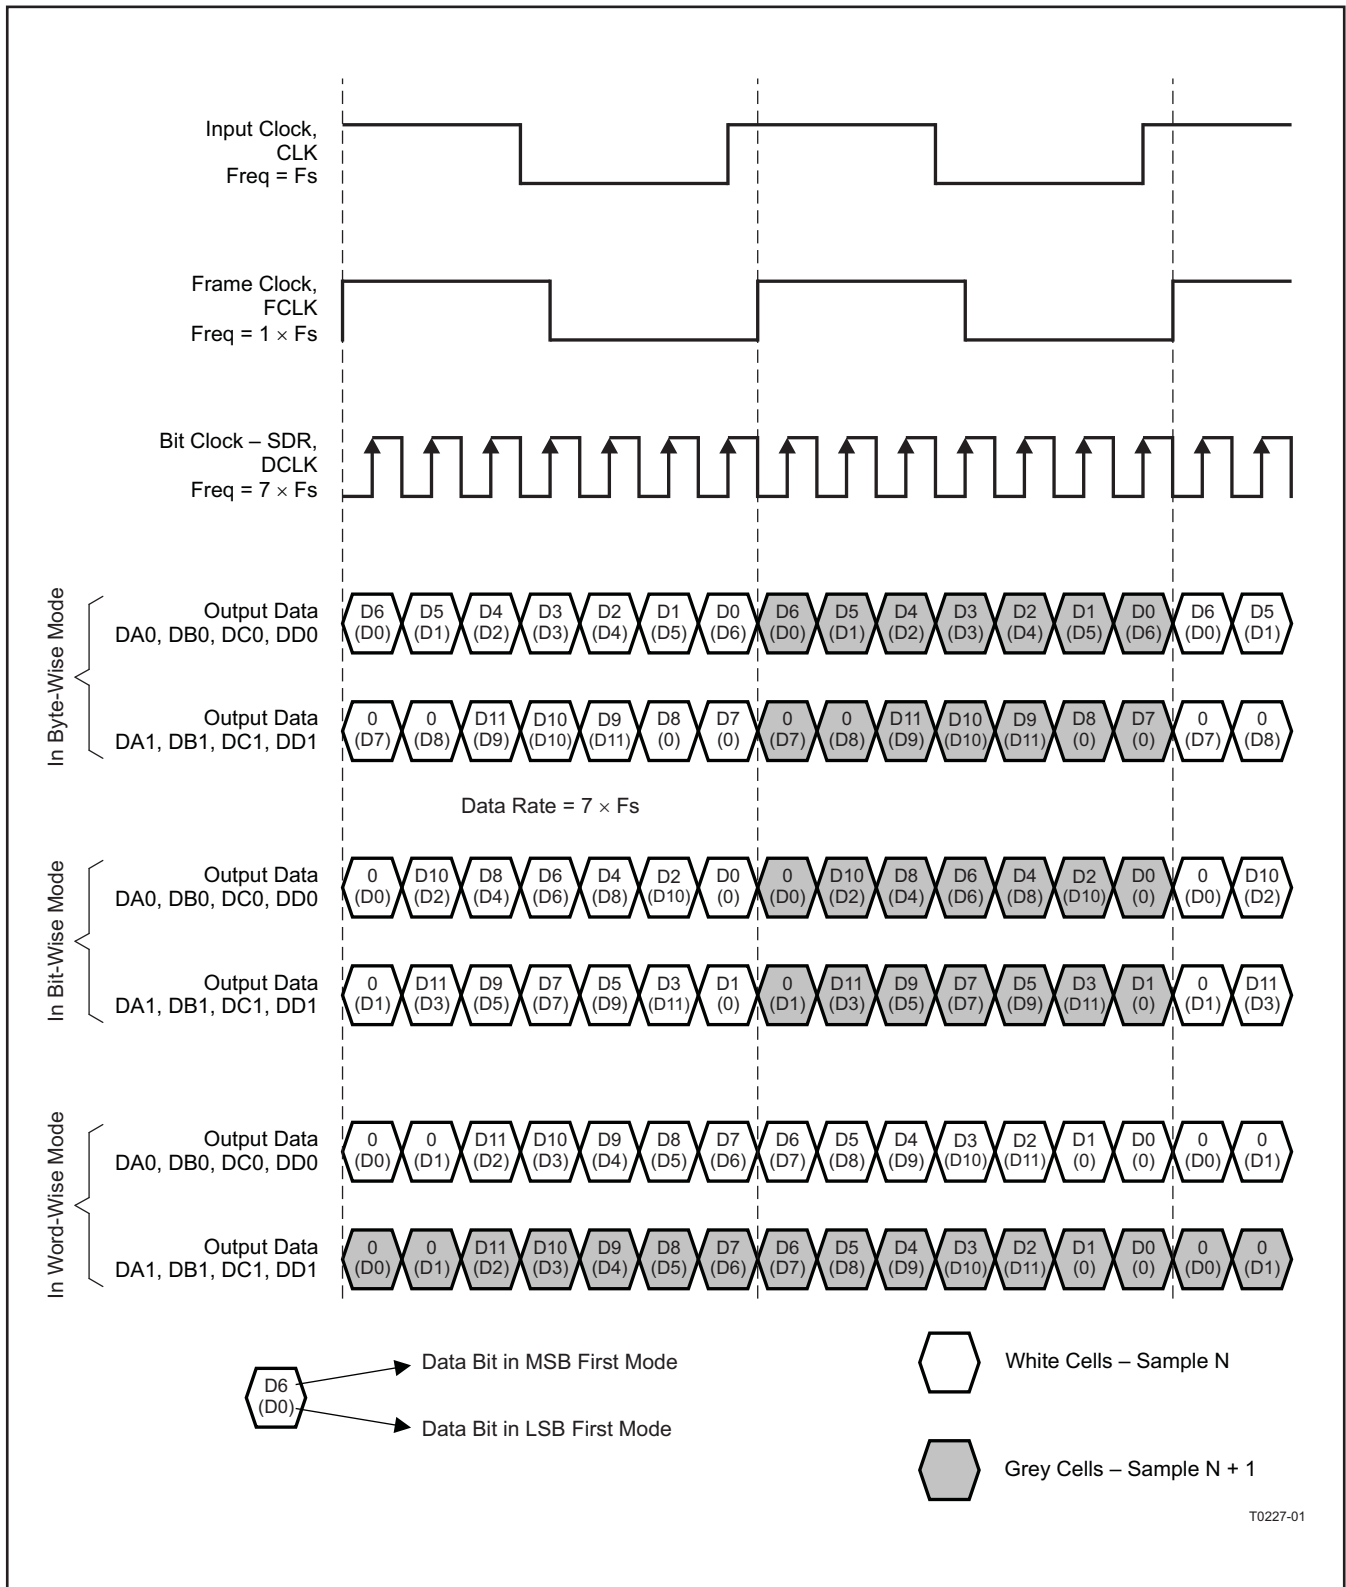 Input Clock,
CLK
Freq = Fs
Frame Clock,
FCLK
Freq = 1 × Fs
Bit Clock – SDR,
DCLK
Freq = 7 × Fs
In Byte-Wise Mode
Output Data
DA0, DB0, DC0, DD0
D6 D5 D4 D3 D2 D1 D0 D6 D5 D4 D3 D2 D1 D0 D6 D5
(D0) (D1) (D2) (D3) (D4) (D5) (D6) (D0) (D1) (D2) (D3) (D4) (D5) (D6) (D0) (D1)
Output Data
DA1, DB1, DC1, DD1
0 0 D11 D10 D9 D8 D7 0 0 D11 D10 D9 D8 D7 0 0
(D7) (D8) (D9) (D10) (D11) (0) (0) (D7) (D8) (D9) (D10) (D11) (0) (0) (D7) (D8)
Data Rate = 7 × Fs
In Bit-Wise Mode
Output Data
DA0, DB0, DC0, DD0
0 D10 D8 D6 D4 D2 D0 0 D10 D8 D6 D4 D2 D0 0 D10
(D0) (D2) (D4) (D6) (D8) (D10) (0) (D0) (D2) (D4) (D6) (D8) (D10) (0) (D0) (D2)
Output Data
DA1, DB1, DC1, DD1
0 D11 D9 D7 D5 D3 D1 0 D11 D9 D7 D5 D3 D1 0 D11
(D1) (D3) (D5) (D7) (D9) (D11) (0) (D1) (D3) (D5) (D7) (D9) (D11) (0) (D1) (D3)
In Word-Wise Mode
Output Data
DA0, DB0, DC0, DD0
0 0 D11 D10 D9 D8 D7 D6 D5 D4 D3 D2 D1 D0 0 0
(D0) (D1) (D2) (D3) (D4) (D5) (D6) (D7) (D8) (D9) (D10) (D11) (0) (0) (D0) (D1)
Output Data
DA1, DB1, DC1, DD1
0 0 D11 D10 D9 D8 D7 D6 D5 D4 D3 D2 D1 D0 0 0
(D0) (D1) (D2) (D3) (D4) (D5) (D6) (D7) (D8) (D9) (D10) (D11) (0) (0) (D0) (D1)
D6
(D0)
Data Bit in MSB First Mode
Data Bit in LSB First Mode
White Cells – Sample N
Grey Cells – Sample N + 1
T0227-01